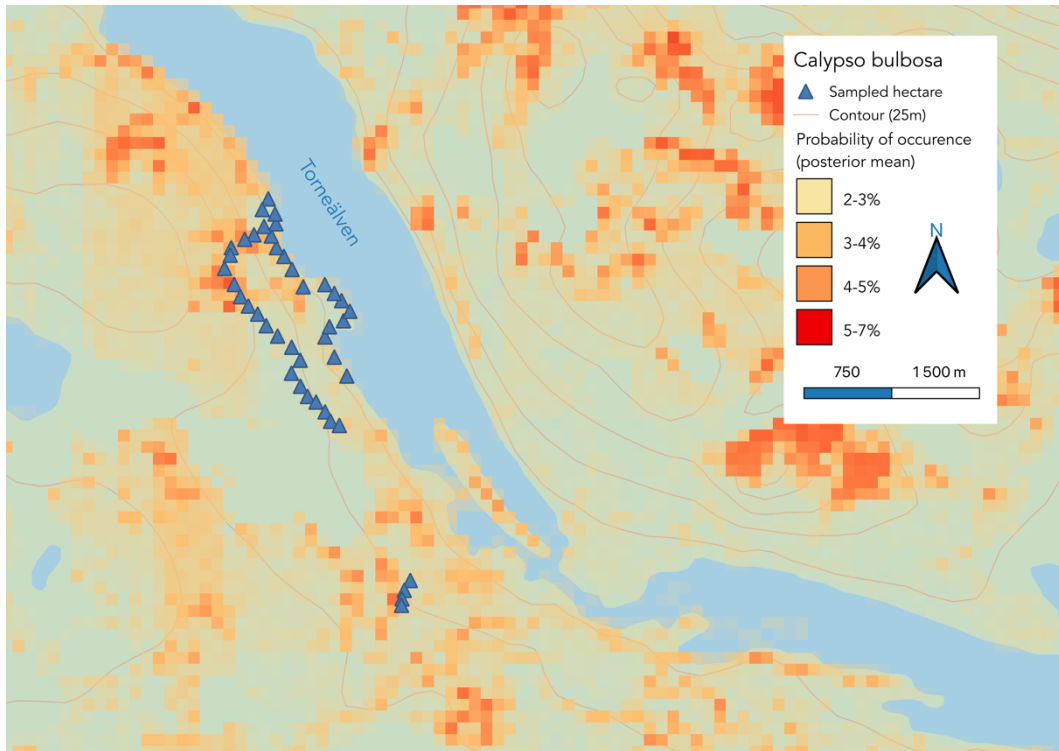 Calypso bulbosa
Sampled hectare
Contour (25m)
Probability of occurence
(posterior mean)
2-3%
3-4%
4-5%
5-7%
N
750 1 500 m
Torneälven